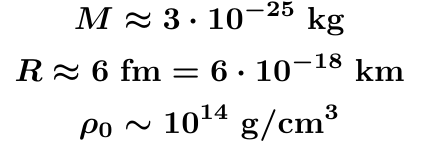 M ≈ 3 · 10⁻²⁵ kg
R ≈ 6 fm = 6 · 10⁻¹⁸ km
ρ₀ ∼ 10¹⁴ g/cm³